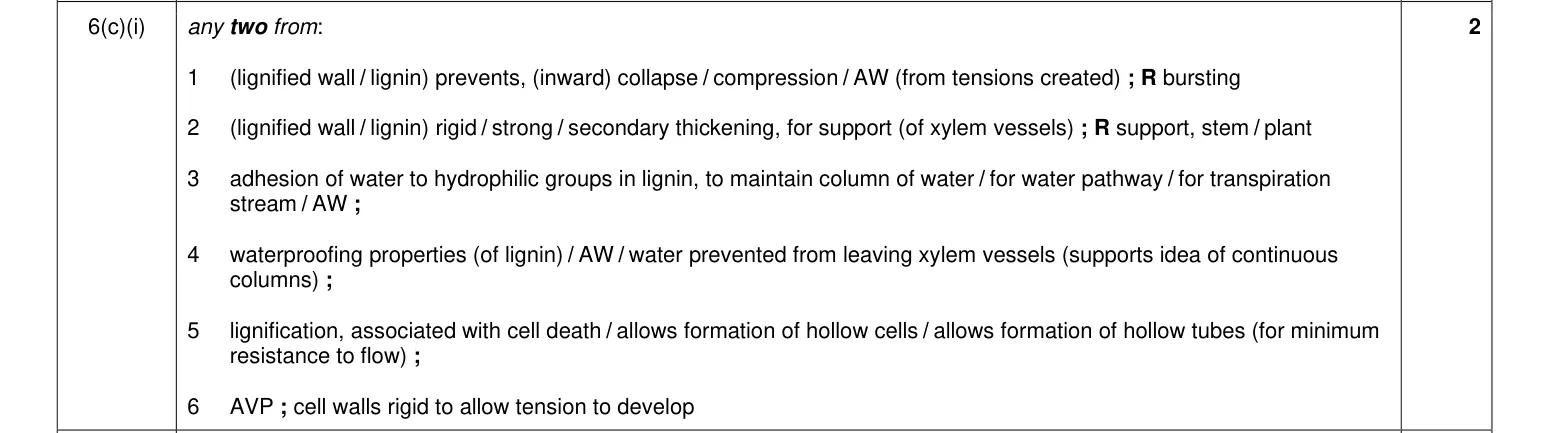 6(c)(i) any two from: 2
1 (lignified wall / lignin) prevents, (inward) collapse / compression / AW (from tensions created) ; R bursting
2 (lignified wall / lignin) rigid / strong / secondary thickening, for support (of xylem vessels) ; R support, stem / plant
3 adhesion of water to hydrophilic groups in lignin, to maintain column of water / for water pathway / for transpiration
stream / AW ;
4 waterproofing properties (of lignin) / AW / water prevented from leaving xylem vessels (supports idea of continuous
columns) ;
5 lignification, associated with cell death / allows formation of hollow cells / allows formation of hollow tubes (for minimum
resistance to flow) ;
6 AVP ; cell walls rigid to allow tension to develop